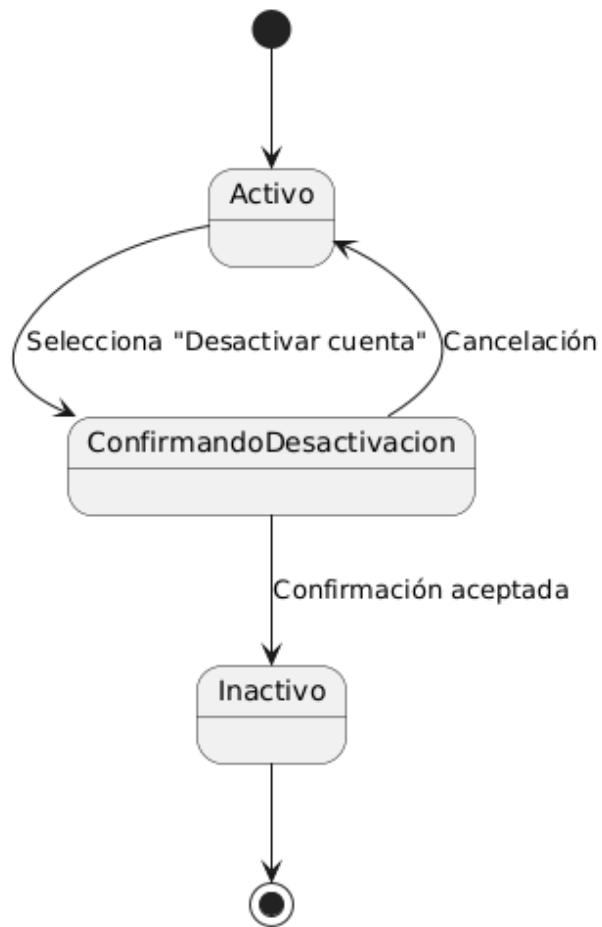 Activo
Selecciona "Desactivar cuenta"
Cancelación
ConfirmandoDesactivacion
Confirmación aceptada
Inactivo